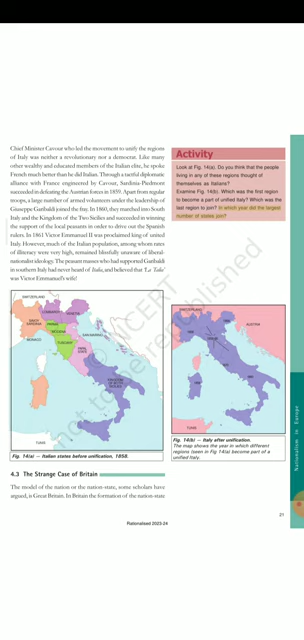 Chief Minister Cavour who led the movement to unify the regions
of Italy was neither a revolutionary nor a democrat. Like many
other wealthy and educated members of the Italian elite, he spoke
French much better than he did Italian. Through a tactful diplomatic
alliance with France engineered by Cavour, Sardinia-Piedmont
succeeded in defeating the Austrian forces in 1859. Apart from regular
troops, a large number of armed volunteers under the leadership of
Giuseppe Garibaldi joined the fray. In 1860, they marched into South
Italy and the Kingdom of the Two Sicilies and succeeded in winning
the support of the local peasants in order to drive out the Spanish
rulers. In 1861 Victor Emmanuel II was proclaimed king of united
Italy. However, much of the Italian population, among whom rates
of illiteracy were very high, remained blissfully unaware of liberal-
nationalist ideology. The peasant masses who had supported Garibaldi
in southern Italy had never heard of Italia, and believed that ‘La Talia’
was Victor Emmanuel’s wife!
Activity
Look at Fig. 14(a). Do you think that the people
living in any of these regions thought of
themselves as Italians?
Examine Fig. 14(b). Which was the first region
to become a part of unified Italy? Which was the
last region to join? In which year did the largest
number of states join?
© NCERT
not to be republished
SWITZERLAND
LOMBARDY
VENETIA
PARMA
MODENA
SAN MARINO
TUSCANY
PAPAL
STATE
MONACO
KINGDOM
OF BOTH
SICILIES
TUNIS
Fig. 14(a) — Italian states before unification, 1858.
SWITZERLAND
AUSTRIA
TUNIS
Fig. 14(b) — Italy after unification.
The map shows the year in which different
regions (seen in Fig 14(a) become part of a
unified Italy.
4.3 The Strange Case of Britain
The model of the nation or the nation-state, some scholars have
argued, is Great Britain. In Britain the formation of the nation-state
Nationalism in Europe
21
Rationalised 2023-24